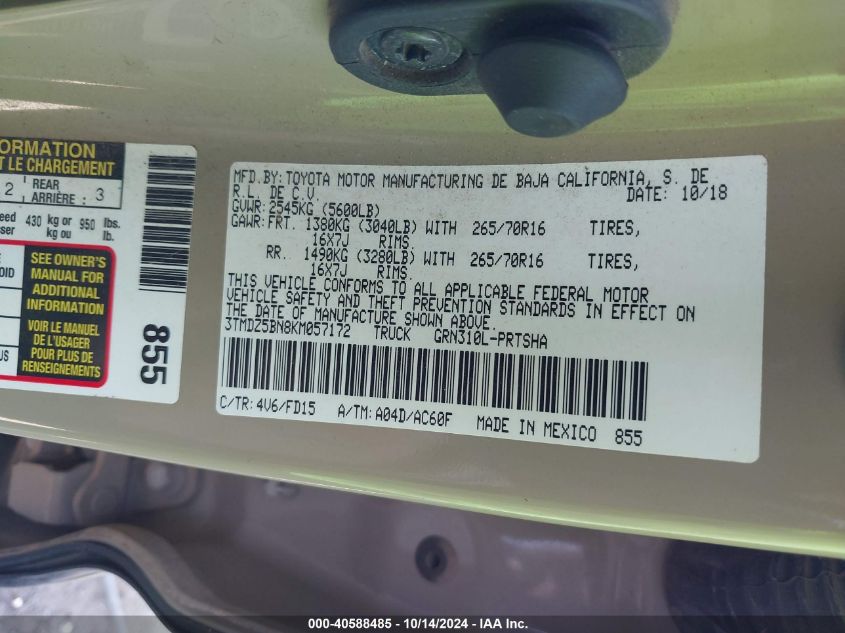 ORMATION
T LE CHARGEMENT
2 REAR ARRIÈRE : 3
430 kg or kg ou 950 lbs. lb.
SEE OWNER'S
MANUAL FOR
ADDITIONAL
INFORMATION
VOIR LE MANUEL
DE L'USAGER
POUR PLUS DE
RENSEIGNEMENTS
855
MFD.BY:TOYOTA MOTOR MANUFACTURING DE BAJA CALIFORNIA, S. DE
R.L. DE C.V. DATE: 10/18
GVWR:2545KG (5600LB)
GAWR:FRT. 1380KG (3040LB) WITH 265/70R16 TIRES,
16X7J RIMS.
RR. 1490KG (3280LB) WITH 265/70R16 TIRES,
16X7J RIMS.
THIS VEHICLE CONFORMS TO ALL APPLICABLE FEDERAL MOTOR
VEHICLE SAFETY AND THEFT PREVENTION STANDARDS IN EFFECT ON
THE DATE OF MANUFACTURE SHOWN ABOVE.
3TMDZ5BN8KM057172 TRUCK GRN310L-PRTSHA
C/TR:4V6/FD15 A/TM:A04D/AC60F MADE IN MEXICO 855
000-40588485 - 10/14/2024 - IAA Inc.